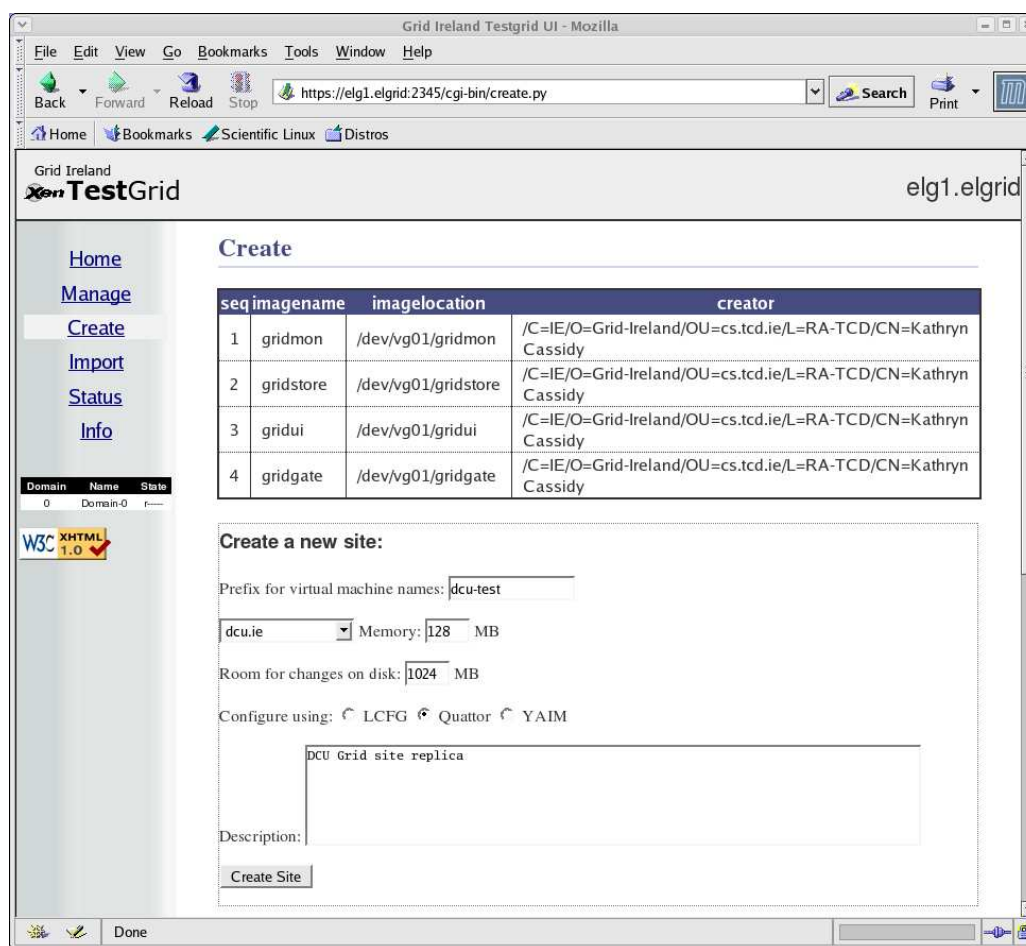 Grid Ireland Testgrid UI - Mozilla
File Edit View Go Bookmarks Tools Window Help
Back Forward Reload Stop https://elg1.elgrid:2345/cgi-bin/create.py Search Print
Home Bookmarks Scientific Linux Distros
Grid Ireland
Xen TestGrid
elg1.elgrid
Home
Manage
Create
Import
Status
Info
Domain Name State
0 Domain-0 r----
W3C XHTML 1.0
Create
seq imagename imagelocation creator
1 gridmon /dev/vg01/gridmon /C=IE/O=Grid-Ireland/OU=cs.tcd.ie/L=RA-TCD/CN=Kathryn
Cassidy
2 gridstore /dev/vg01/gridstore /C=IE/O=Grid-Ireland/OU=cs.tcd.ie/L=RA-TCD/CN=Kathryn
Cassidy
3 gridui /dev/vg01/gridui /C=IE/O=Grid-Ireland/OU=cs.tcd.ie/L=RA-TCD/CN=Kathryn
Cassidy
4 gridgate /dev/vg01/gridgate /C=IE/O=Grid-Ireland/OU=cs.tcd.ie/L=RA-TCD/CN=Kathryn
Cassidy
Create a new site:
Prefix for virtual machine names: dcu-test
dcu.ie Memory: 128 MB
Room for changes on disk: 1024 MB
Configure using: LCFG Quattor YAIM
DCU Grid site replica
Description:
Create Site
Done